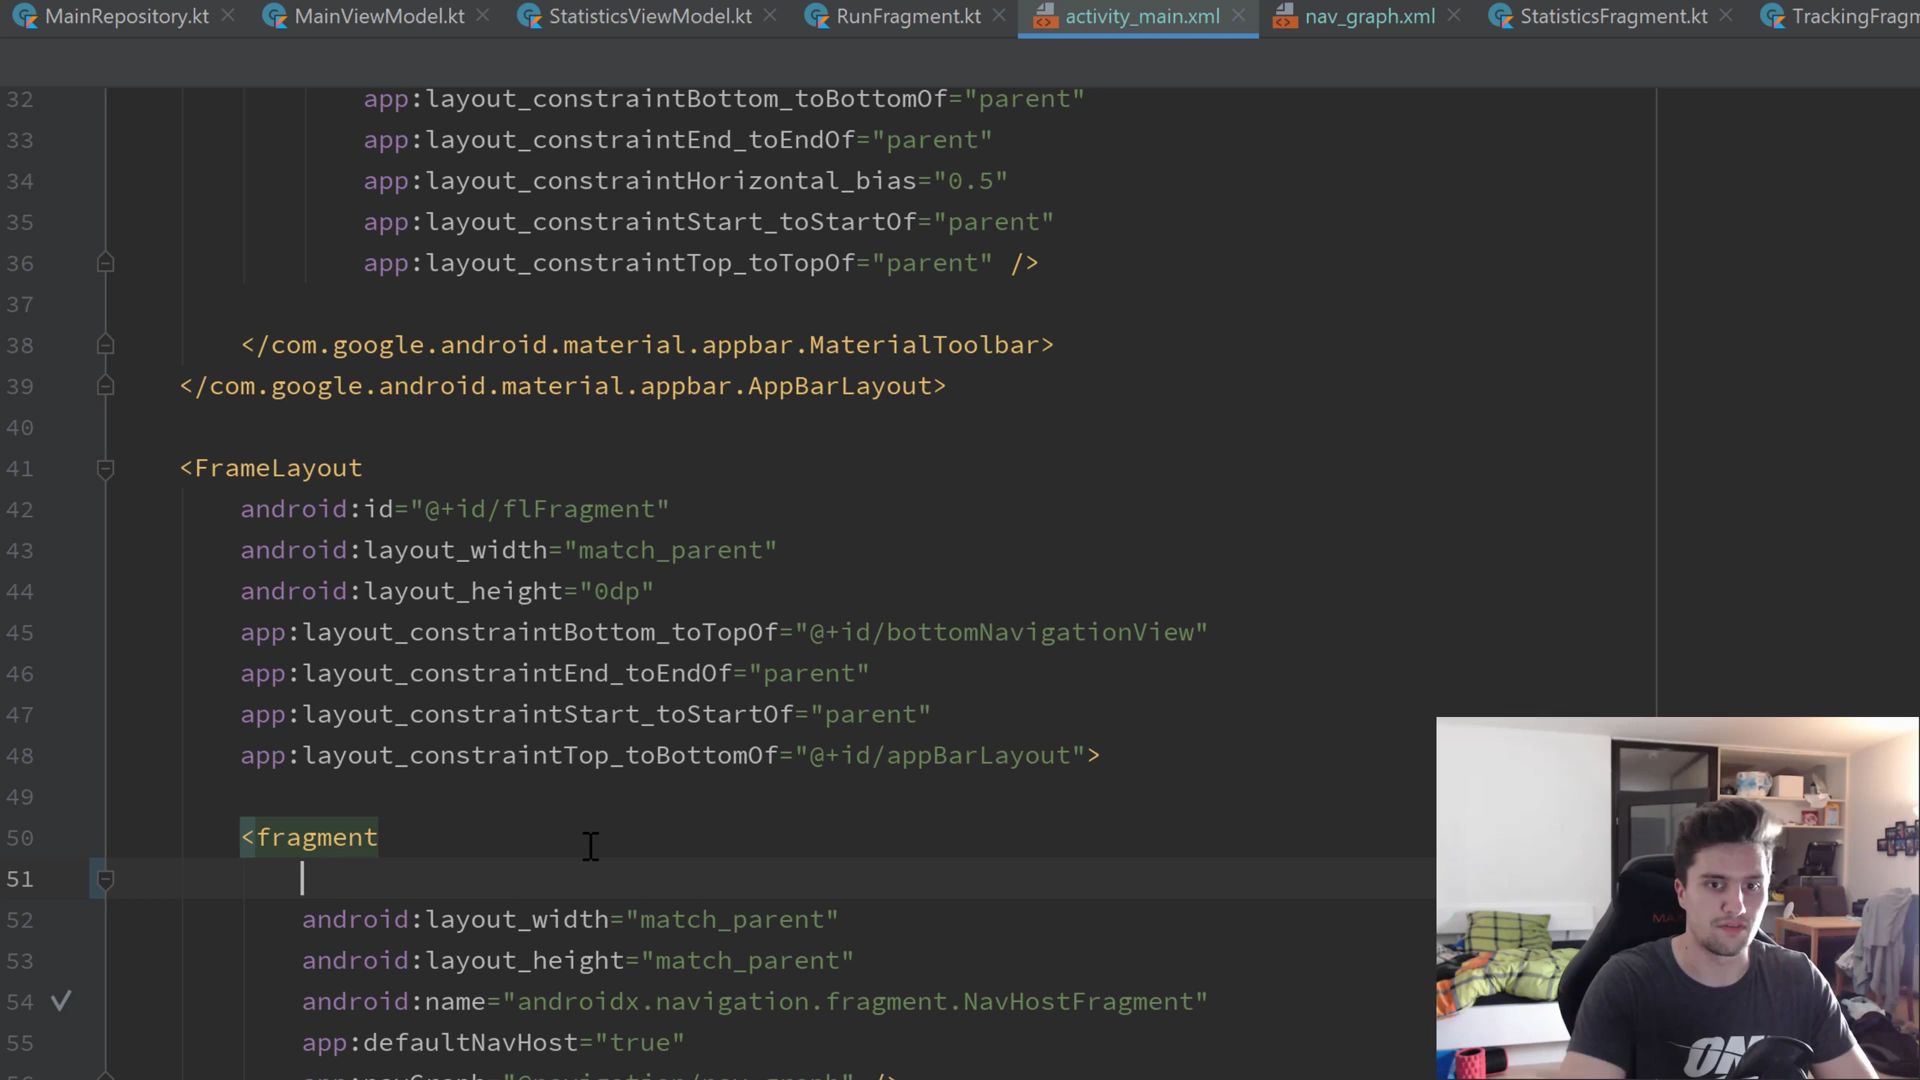 MainRepository.kt MainViewModel.kt StatisticsViewModel.kt RunFragment.kt activity_main.xml nav_graph.xml StatisticsFragment.kt TrackingFragm
32 app:layout_constraintBottom_toBottomOf="parent"
33 app:layout_constraintEnd_toEndOf="parent"
34 app:layout_constraintHorizontal_bias="0.5"
35 app:layout_constraintStart_toStartOf="parent"
36 app:layout_constraintTop_toTopOf="parent" />
37
38 </com.google.android.material.appbar.MaterialToolbar>
39 </com.google.android.material.appbar.AppBarLayout>
40
41 <FrameLayout
42 android:id="@+id/flFragment"
43 android:layout_width="match_parent"
44 android:layout_height="0dp"
45 app:layout_constraintBottom_toTopOf="@+id/bottomNavigationView"
46 app:layout_constraintEnd_toEndOf="parent"
47 app:layout_constraintStart_toStartOf="parent"
48 app:layout_constraintTop_toBottomOf="@+id/appBarLayout">
49
50 <fragment
51
52 android:layout_width="match_parent"
53 android:layout_height="match_parent"
54 android:name="androidx.navigation.fragment.NavHostFragment"
55 app:defaultNavHost="true"